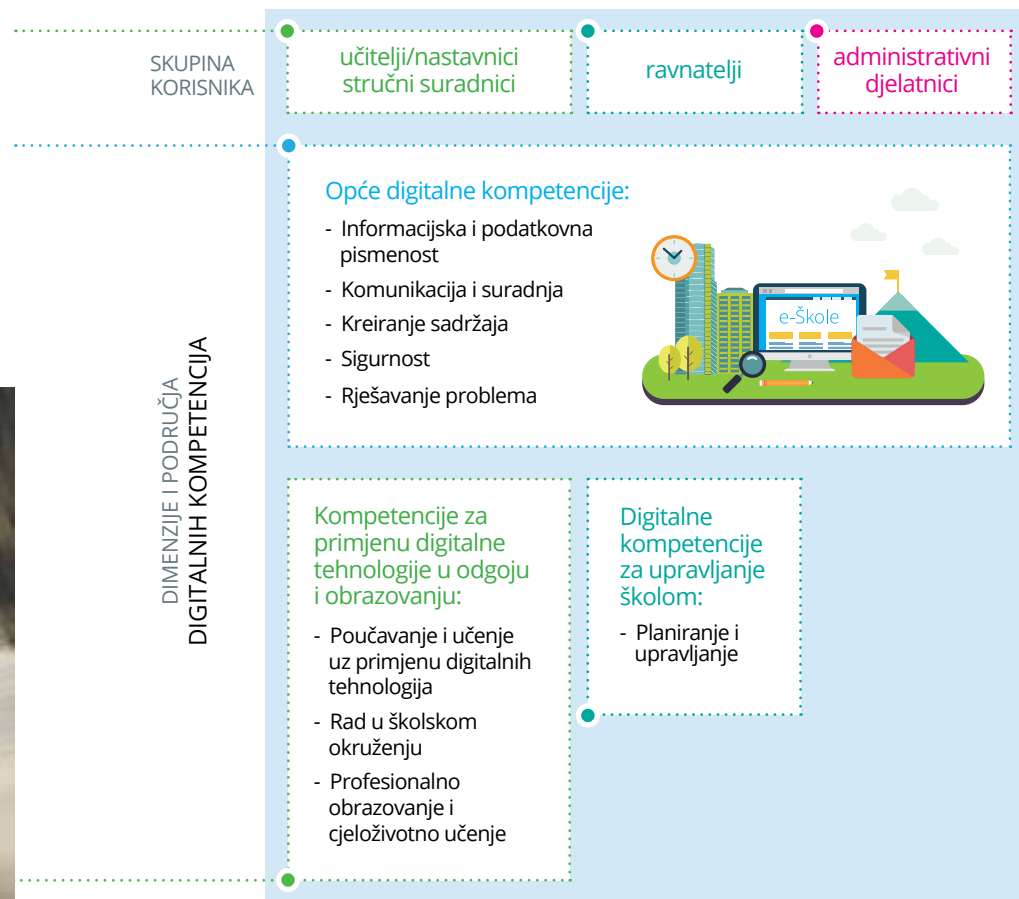 SKUPINA
KORISNIKA
učitelji/nastavnici
stručni suradnici
ravnatelji
administrativni
djelatnici
DIMENZIJE I PODRUČJA
DIGITALNIH KOMPETENCIJA
Opće digitalne kompetencije:
- Informacijska i podatkovna
pismenost
- Komunikacija i suradnja
- Kreiranje sadržaja
- Sigurnost
- Rješavanje problema
e-Škole
Kompetencije za
primjenu digitalne
tehnologije u odgoju
i obrazovanju:
- Poučavanje i učenje
uz primjenu digitalnih
tehnologija
- Rad u školskom
okruženju
- Profesionalno
obrazovanje i
cjeloživotno učenje
Digitalne
kompetencije
za upravljanje
školom:
- Planiranje i
upravljanje